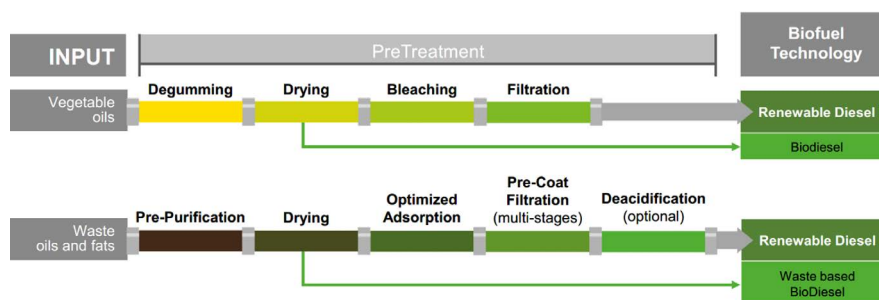 INPUT
PreTreatment
Biofuel
Technology
Degumming
Drying
Bleaching
Filtration
Vegetable
oils
Renewable Diesel
Biodiesel
Pre-Purification
Drying
Optimized
Adsorption
Pre-Coat
Filtration
(multi-stages)
Deacidification
(optional)
Waste
oils and fats
Renewable Diesel
Waste based
BioDiesel